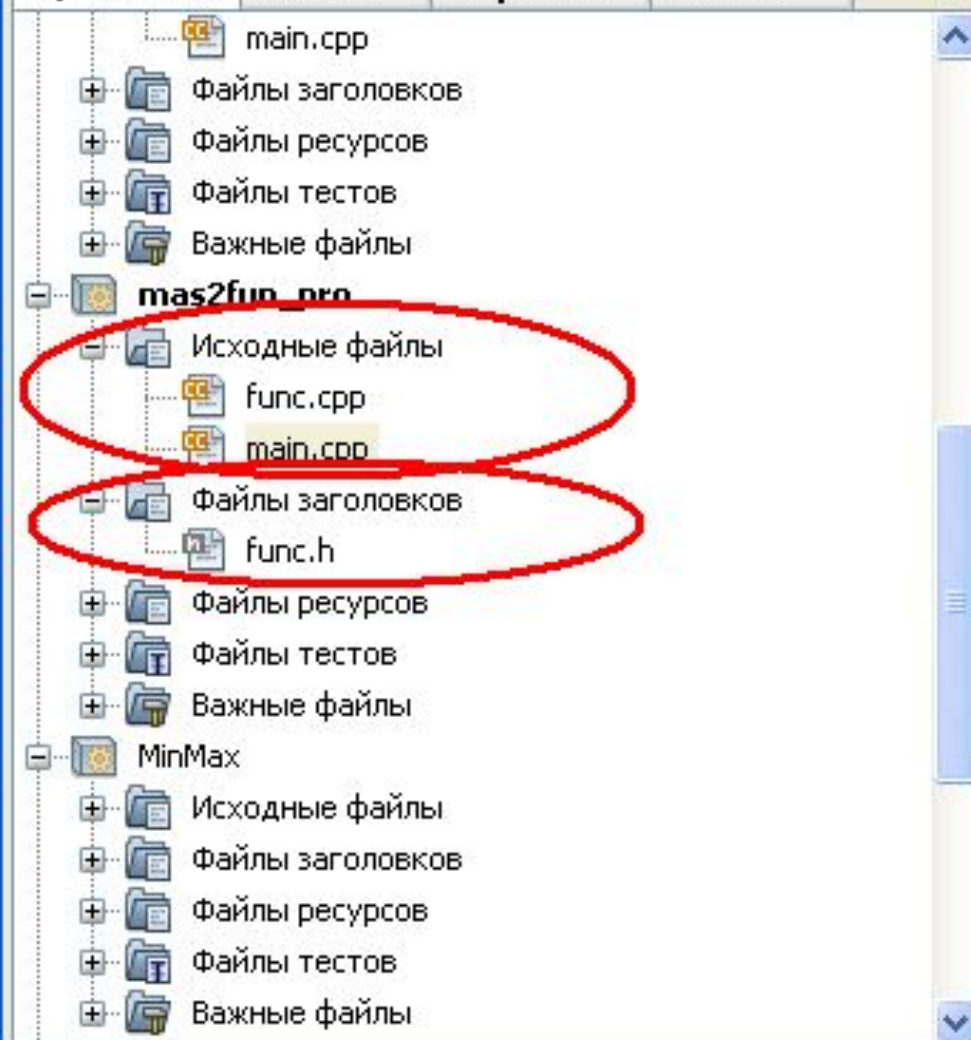 main.cpp
Файлы заголовков
Файлы ресурсов
Файлы тестов
Важные файлы
mas2fun_pro
Исходные файлы
func.cpp
main.cpp
Файлы заголовков
func.h
Файлы ресурсов
Файлы тестов
Важные файлы
MinMax
Исходные файлы
Файлы заголовков
Файлы ресурсов
Файлы тестов
Важные файлы